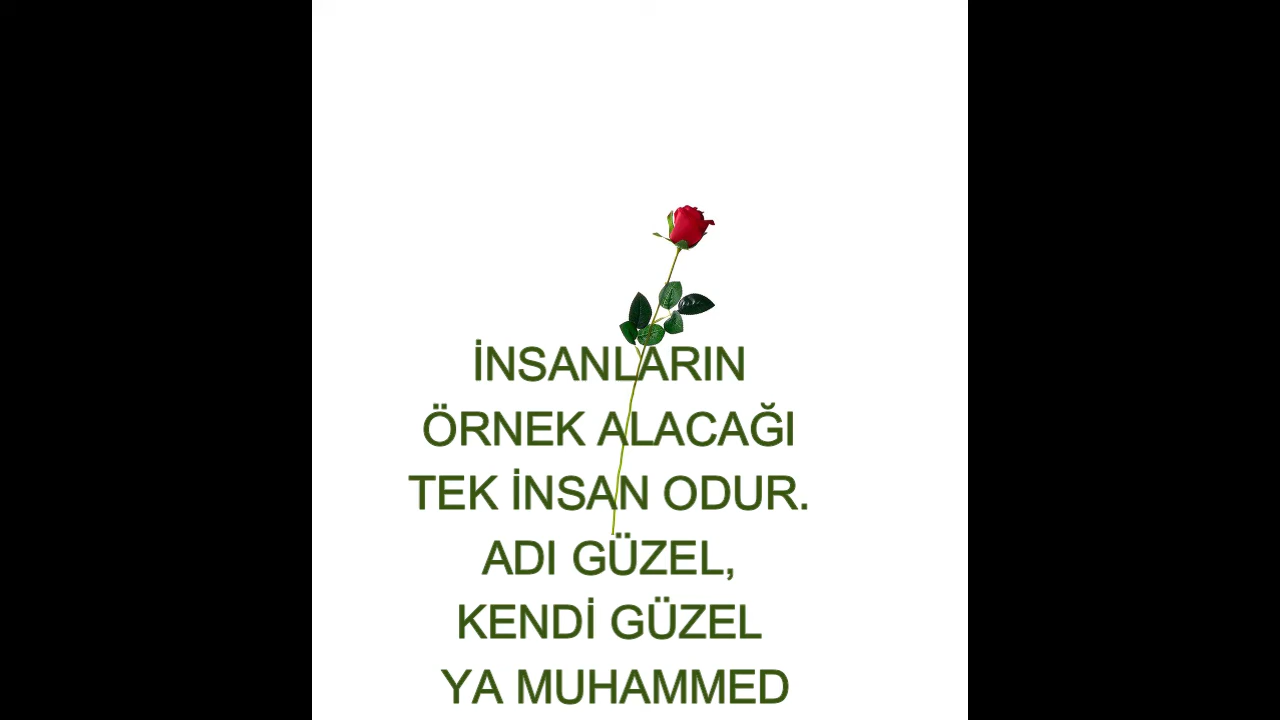 İNSANLARIN
ÖRNEK ALACAĞI
TEK İNSAN ODUR.
ADI GÜZEL,
KENDİ GÜZEL
YA MUHAMMED